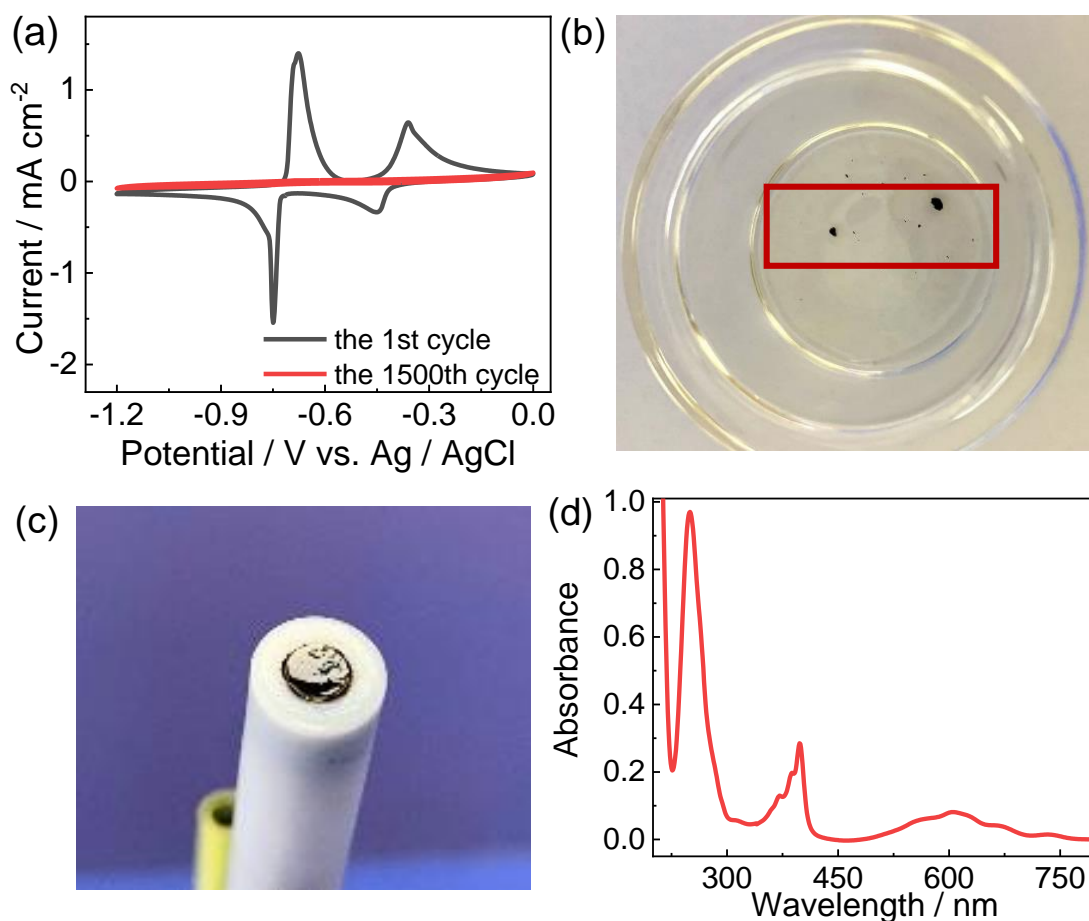 (a)
1
0
-1
-2
Current / mA cm-2
the 1st cycle
the 1500th cycle
-1.2 -0.9 -0.6 -0.3 0.0
Potential / V vs. Ag / AgCl
(b)
(c)
(d)
1.0
0.8
0.6
0.4
0.2
0.0
Absorbance
300 450 600 750
Wavelength / nm